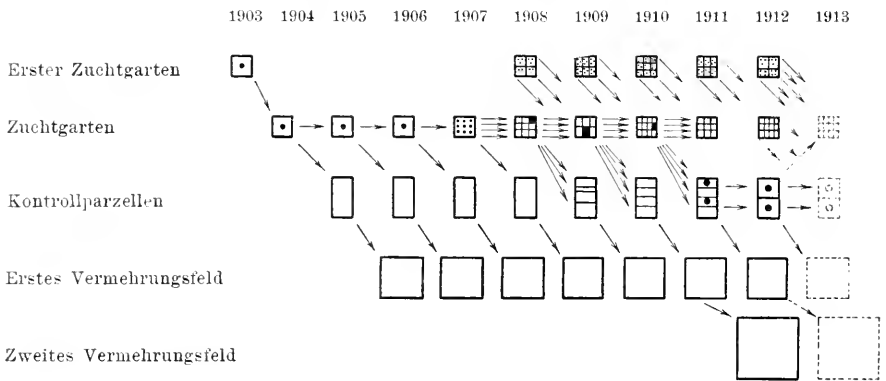 1903 1904 1905 1906 1907 1908 1909 1910 1911 1912 1913
Erster Zuchtgarten
Zuchtgarten
Kontrollparzellen
Erstes Vermehrungsfeld
Zweites Vermehrungsfeld